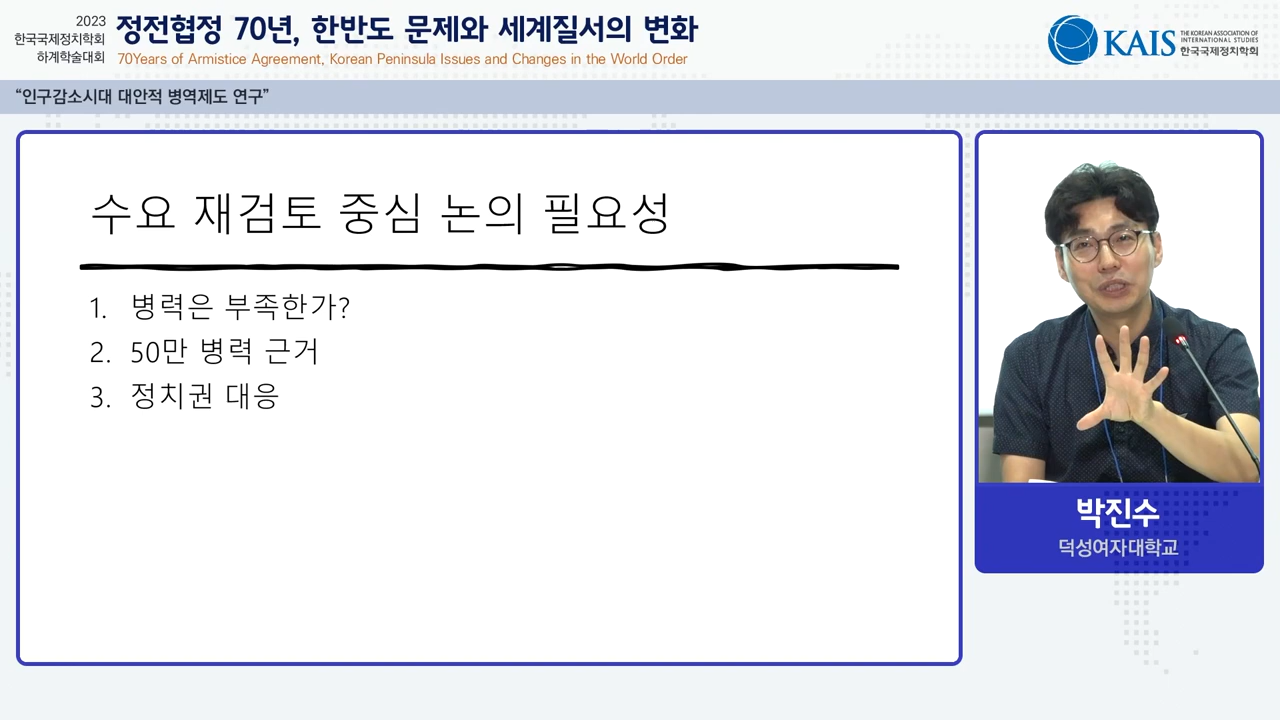 2023
한국국제정치학회
하계학술대회
정전협정 70년, 한반도 문제와 세계질서의 변화
70Years of Armistice Agreement, Korean Peninsula Issues and Changes in the World Order
KAIS
THE KOREAN ASSOCIATION OF
INTERNATIONAL STUDIES
한국국제정치학회
“인구감소시대 대안적 병역제도 연구”
수요 재검토 중심 논의 필요성
1. 병력은 부족한가?
2. 50만 병력 근거
3. 정치권 대응
박진수
덕성여자대학교